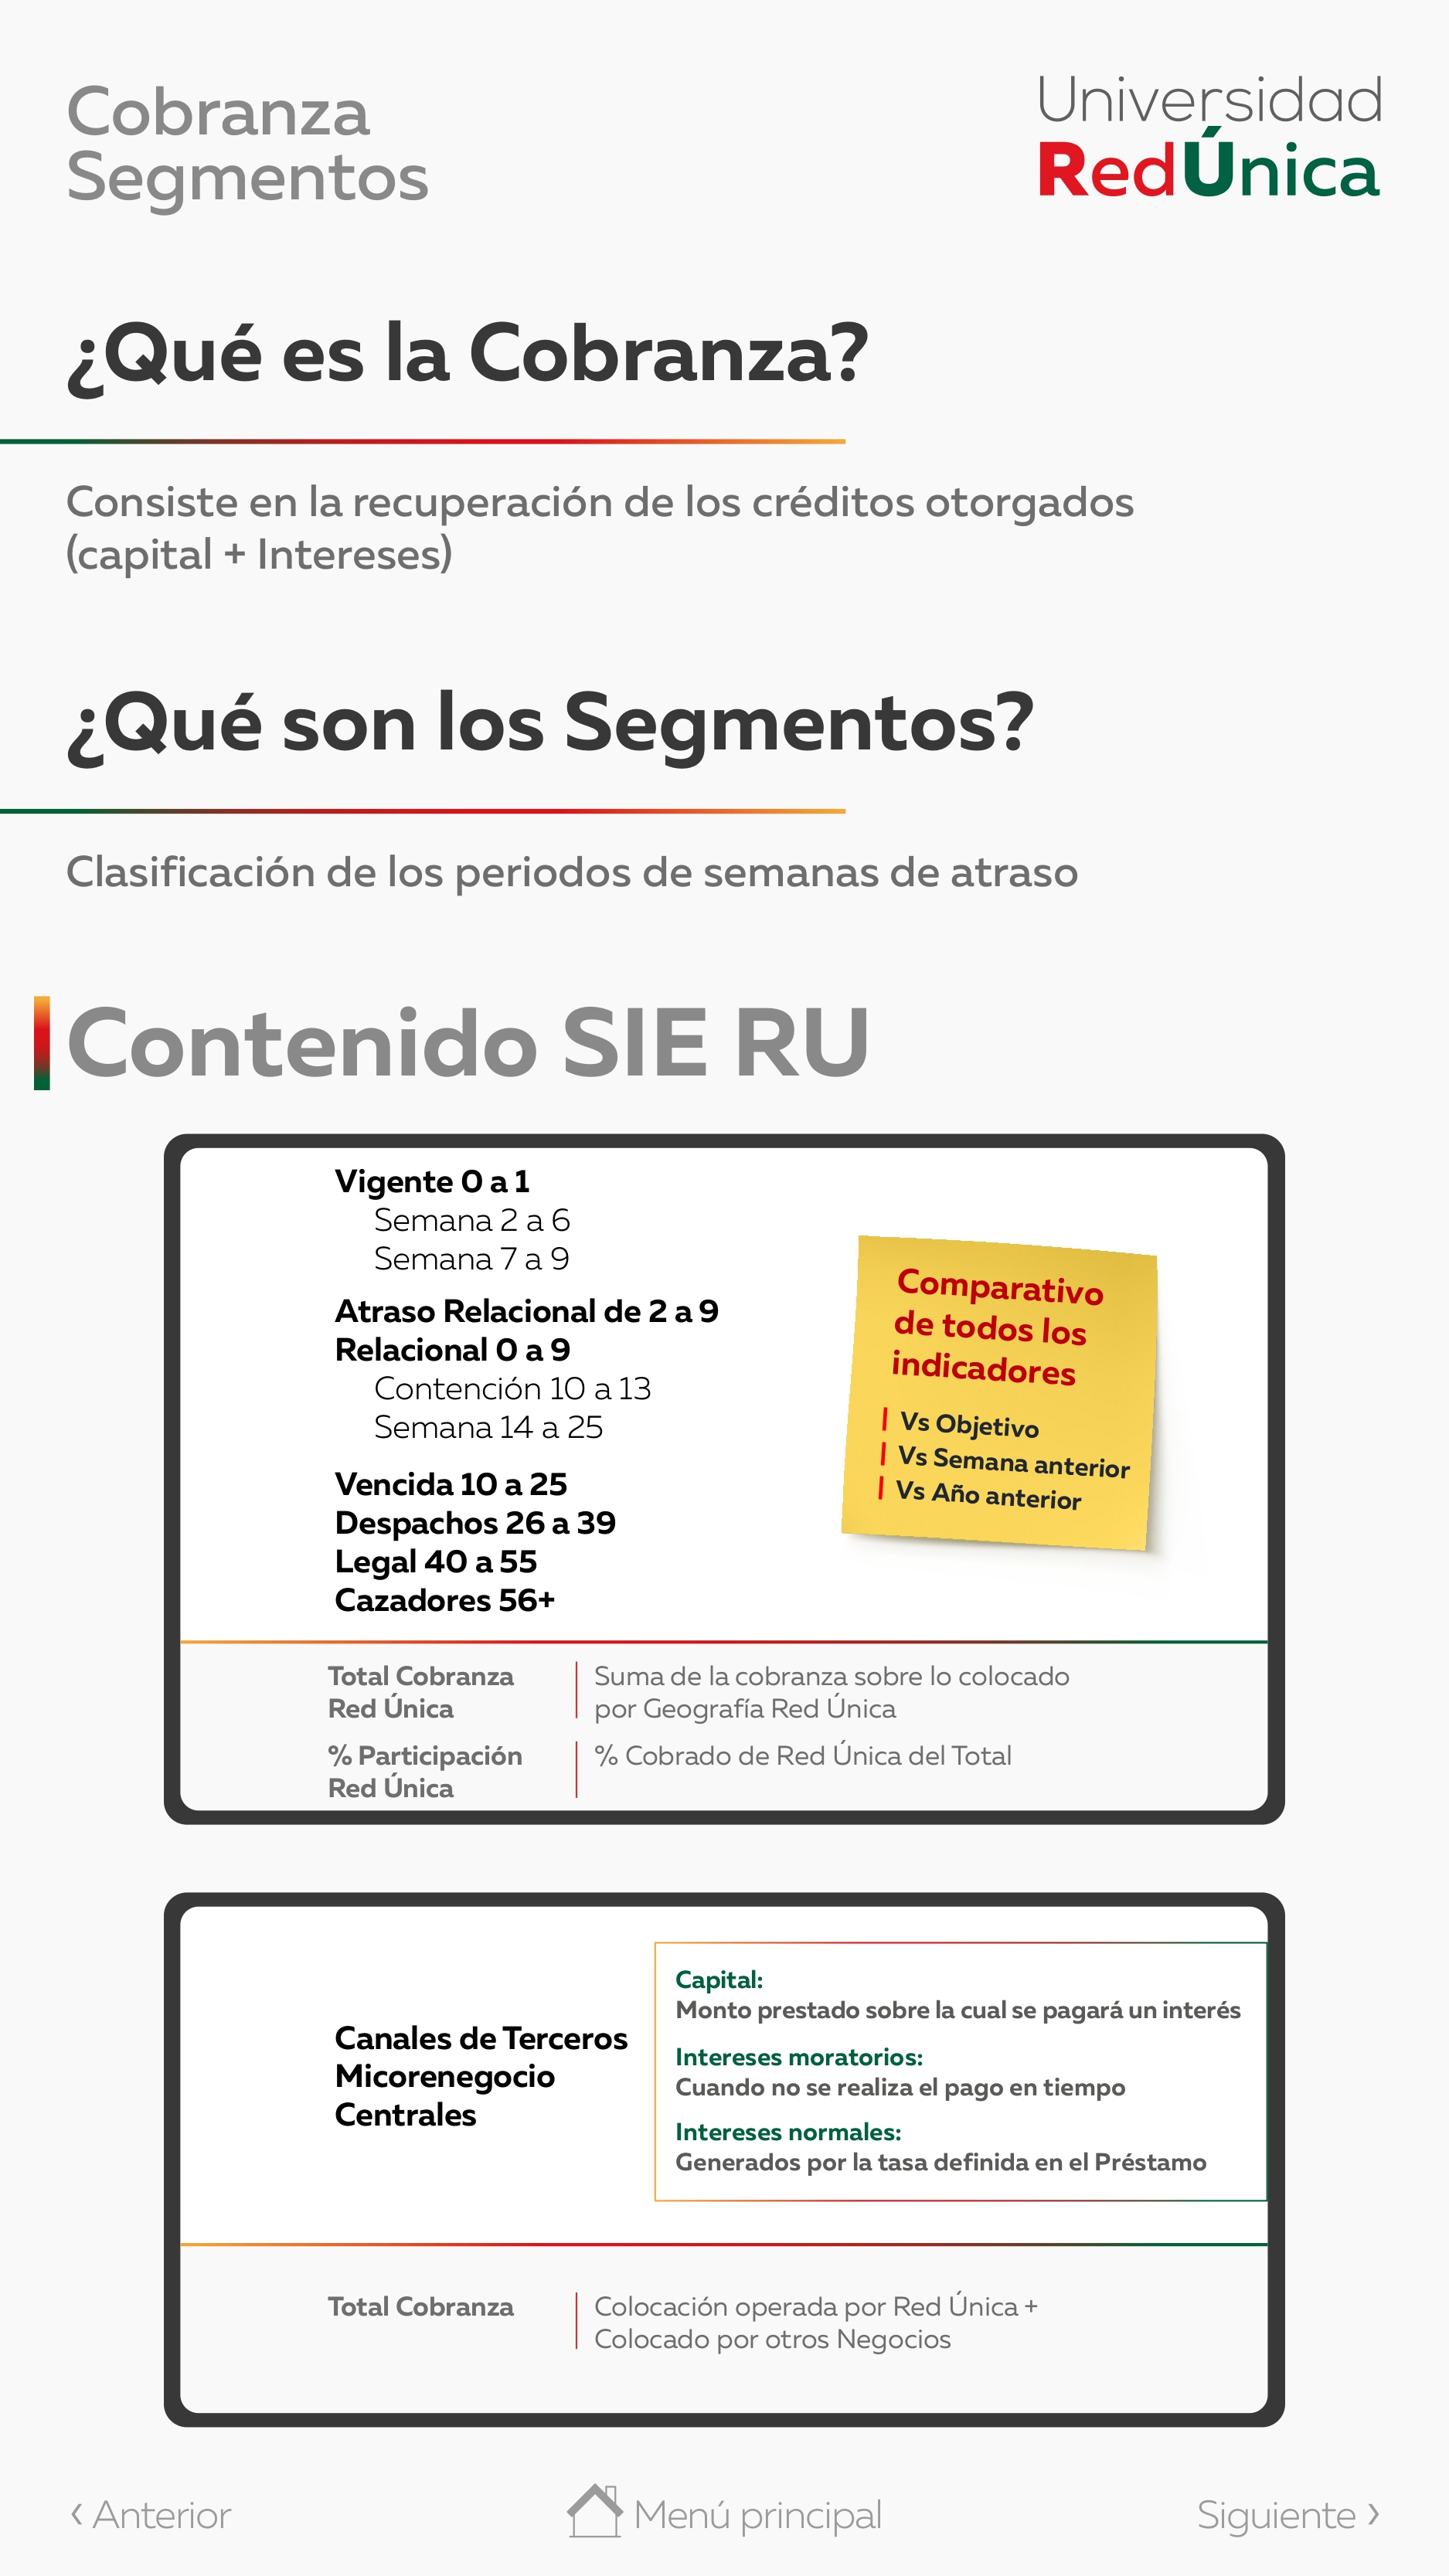 Cobranza
Segmentos
Universidad
RedÚnica
¿Qué es la Cobranza?
Consiste en la recuperación de los créditos otorgados
(capital + Intereses)
¿Qué son los Segmentos?
Clasificación de los periodos de semanas de atraso
Contenido SIE RU
Vigente 0 a 1
Semana 2 a 6
Semana 7 a 9
Atraso Relacional de 2 a 9
Relacional 0 a 9
Contención 10 a 13
Semana 14 a 25
Vencida 10 a 25
Despachos 26 a 39
Legal 40 a 55
Cazadores 56+
Comparativo
de todos los
indicadores
Vs Objetivo
Vs Semana anterior
Vs Año anterior
Total Cobranza
Red Única
Suma de la cobranza sobre lo colocado
por Geografía Red Única
% Participación
Red Única
% Cobrado de Red Única del Total
Canales de Terceros
Micorenegocio
Centrales
Capital:
Monto prestado sobre la cual se pagará un interés
Intereses moratorios:
Cuando no se realiza el pago en tiempo
Intereses normales:
Generados por la tasa definida en el Préstamo
Total Cobranza
Colocación operada por Red Única +
Colocado por otros Negocios
‹ Anterior
Menú principal
Siguiente ›